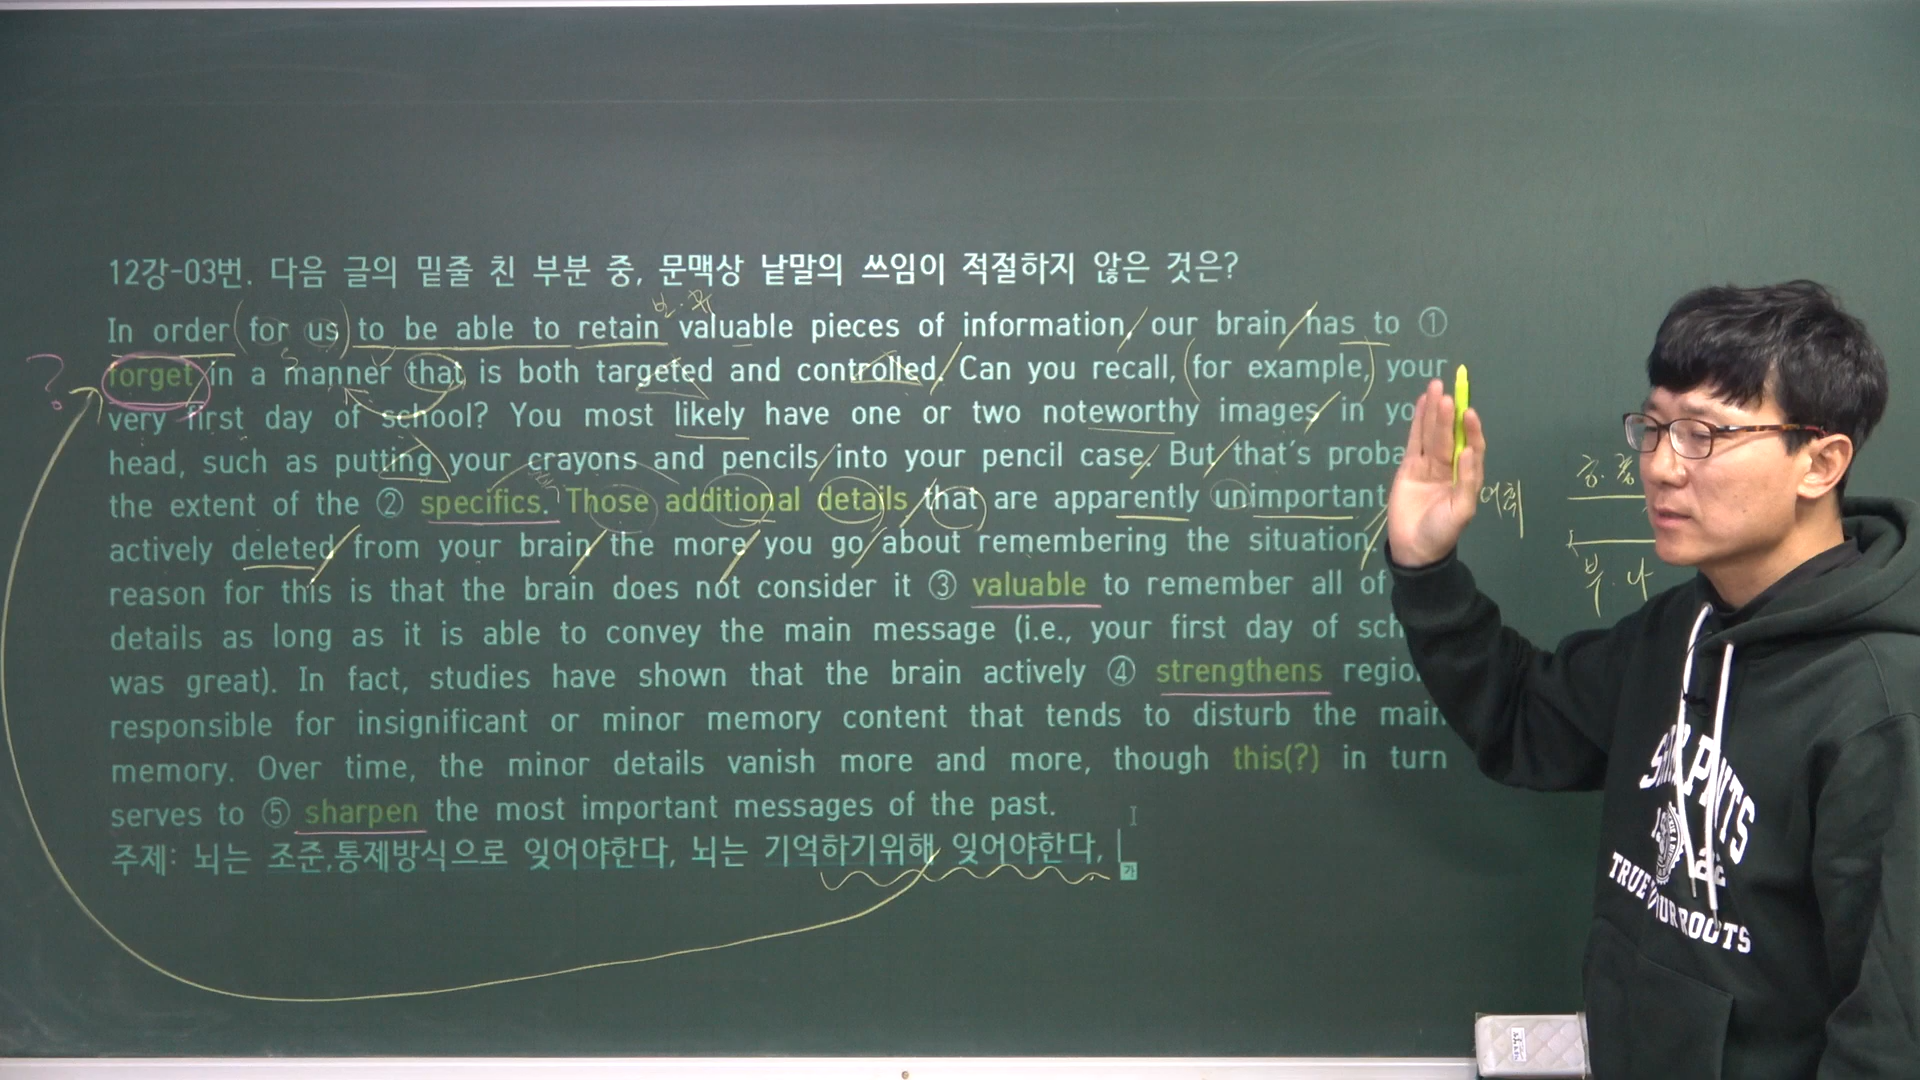 12강-03번. 다음 글의 밑줄 친 부분 중, 문맥상 낱말의 쓰임이 적절하지 않은 것은?
In order for us to be able to retain valuable pieces of information, our brain has to ①
forget in a manner that is both targeted and controlled. Can you recall, for example, your
very first day of school? You most likely have one or two noteworthy images in
head, such as putting your crayons and pencils into your pencil case. But that's
the extent of the ② specifics. Those additional details that are apparently unimportant
actively deleted from your brain the more you go about remembering the situation.
reason for this is that the brain does not consider it ③ valuable to remember all of
details as long as it is able to convey the main message (i.e., your first day of
was great). In fact, studies have shown that the brain actively ④ strengthens
responsible for insignificant or minor memory content that tends to disturb the main
memory. Over time, the minor details vanish more and more, though this(?) in turn
serves to ⑤ sharpen the most important messages of the past.
주제: 뇌는 조준,통제방식으로 잊어야한다, 뇌는 기억하기위해 잊어야한다,
?
S V
어휘
TRUE